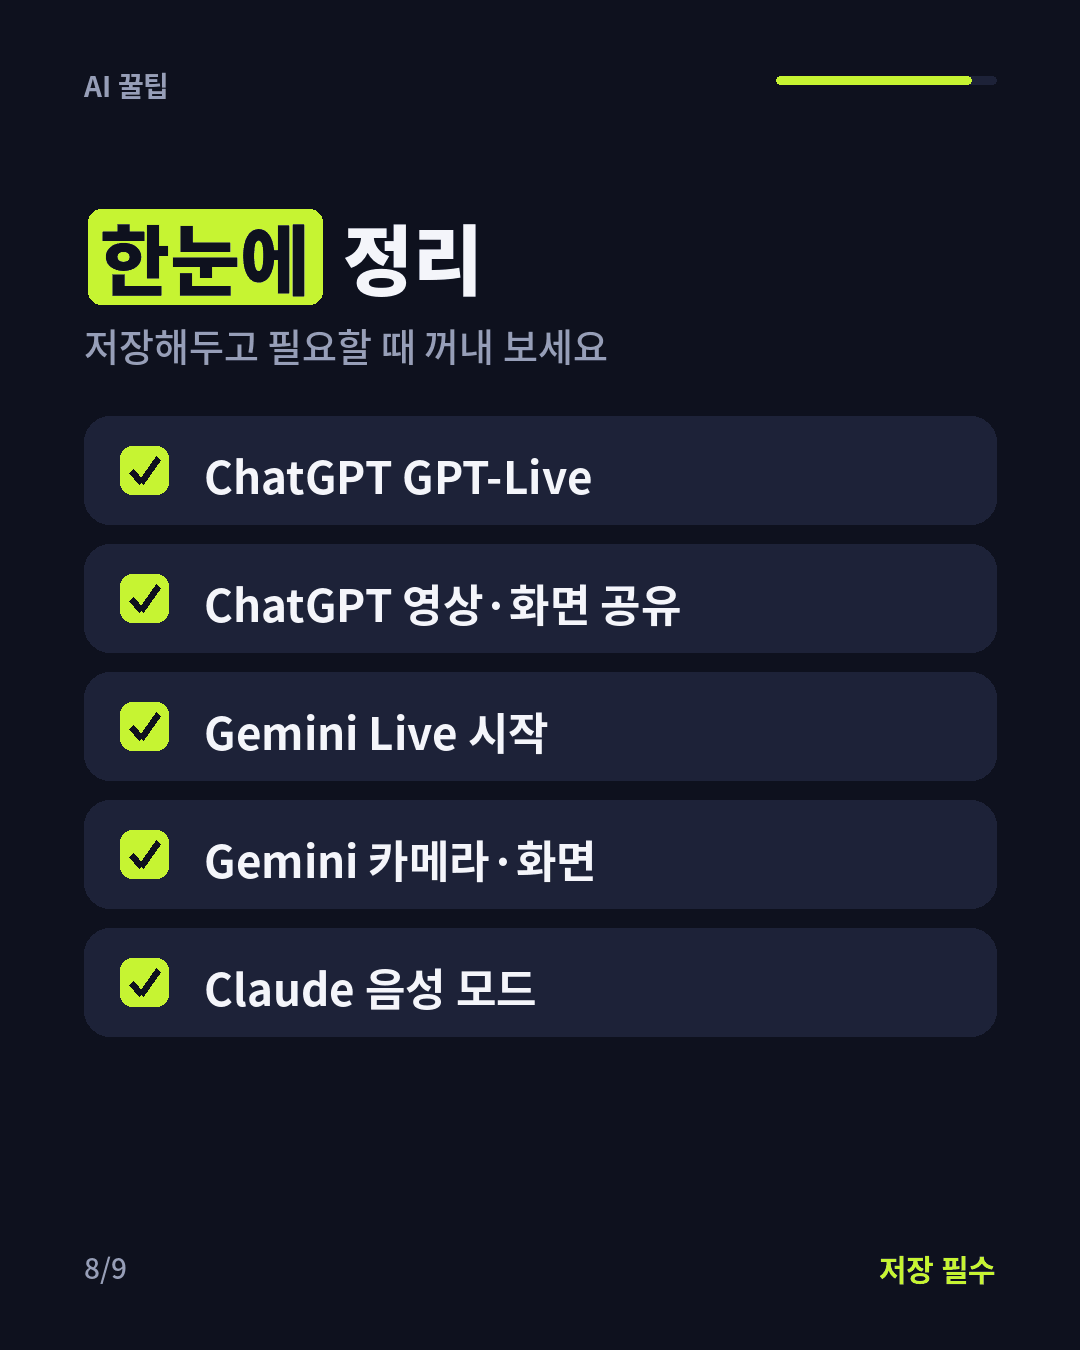 AI 꿀팁
한눈에 정리
저장해두고 필요할 때 꺼내 보세요
ChatGPT GPT-Live
ChatGPT 영상·화면 공유
Gemini Live 시작
Gemini 카메라·화면
Claude 음성 모드
8/9
저장 필수